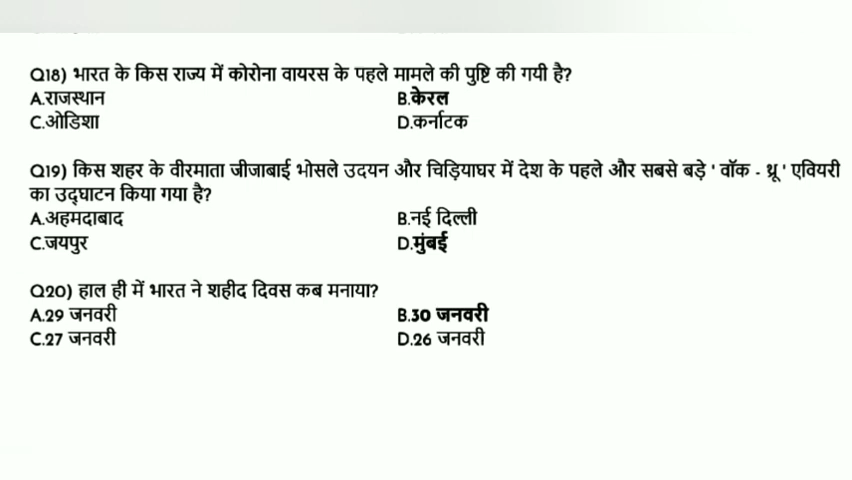 Q18) भारत के किस राज्य में कोरोना वायरस के पहले मामले की पुष्टि की गयी है?
A.राजस्थान B.केरल
C.ओडिशा D.कर्नाटक
Q19) किस शहर के वीरमाता जीजाबाई भोसले उदयन और चिड़ियाघर में देश के पहले और सबसे बड़े ' वॉक - थ्रू ' एवियरी
का उद्घाटन किया गया है?
A.अहमदाबाद B.नई दिल्ली
C.जयपुर D.मुंबई
Q20) हाल ही में भारत ने शहीद दिवस कब मनाया?
A.29 जनवरी B.30 जनवरी
C.27 जनवरी D.26 जनवरी